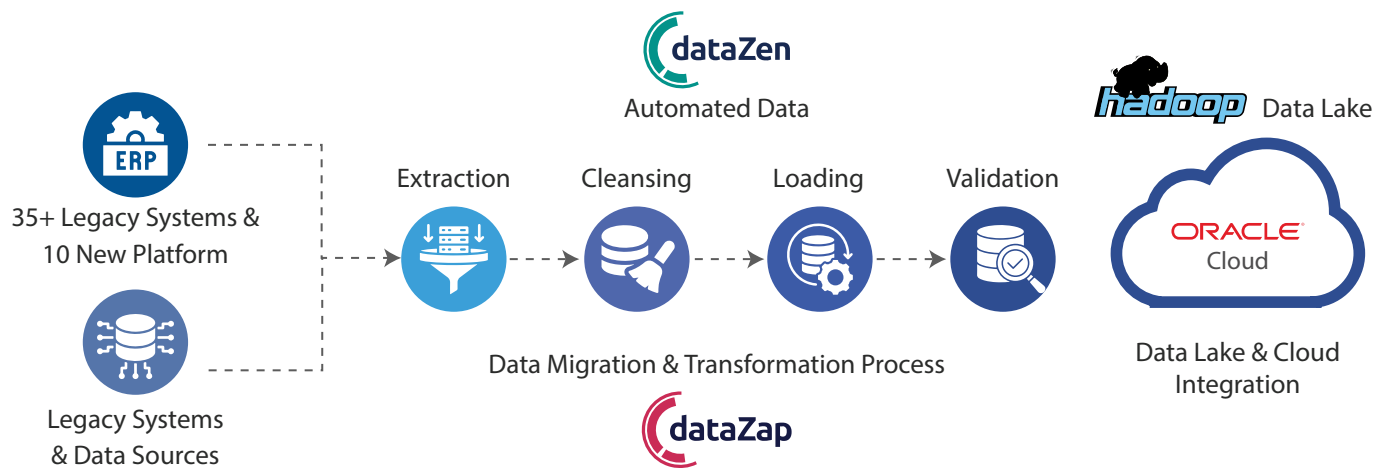 dataZen
Automated Data
hadoop Data Lake
ERP
35+ Legacy Systems &
10 New Platform
Extraction
Cleansing
Loading
Validation
ORACLE
Cloud
Legacy Systems
& Data Sources
Data Migration & Transformation Process
dataZap
Data Lake & Cloud
Integration